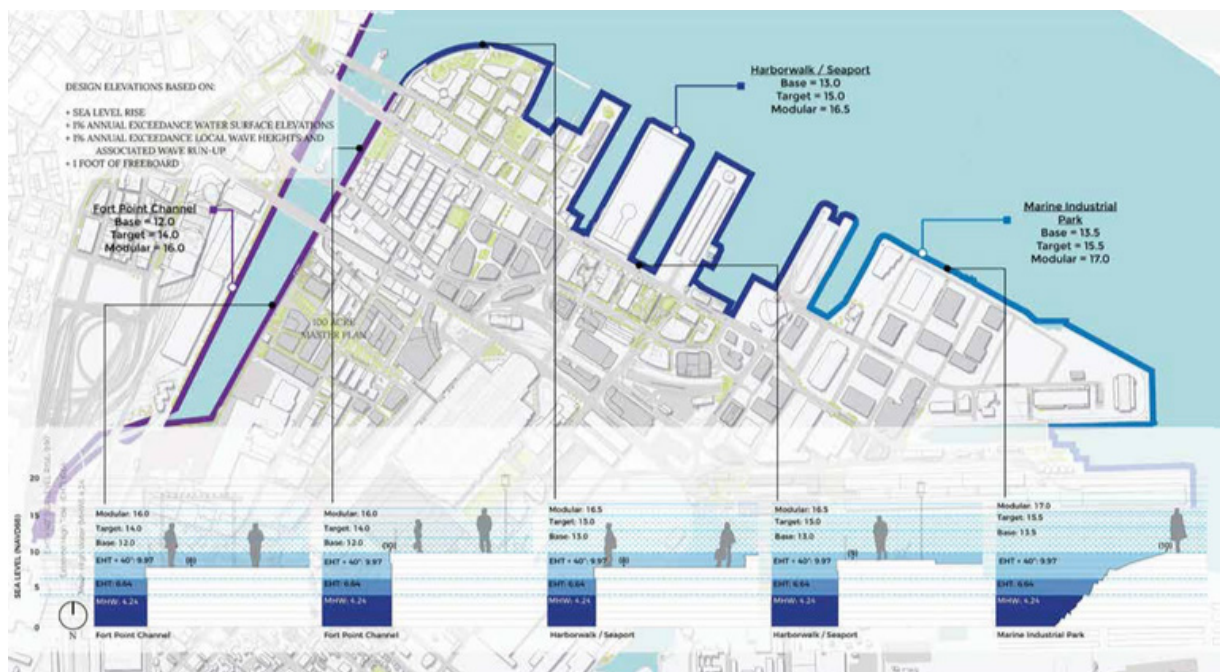 DESIGN ELEVATIONS BASED ON:
+ SEA LEVEL RISE
+ 1% ANNUAL EXCEEDANCE WATER SURFACE ELEVATIONS
+ 1% ANNUAL EXCEEDANCE LOCAL WAVE HEIGHTS AND
ASSOCIATED WAVE RUN-UP
+ 1 FOOT OF FREEBOARD
Harborwalk / Seaport
Base = 13.0
Target = 15.0
Modular = 16.5
Fort Point Channel
Base = 12.0
Target = 14.0
Modular = 16.0
Marine Industrial
Park
Base = 13.5
Target = 15.5
Modular = 17.0
100 ACRE
MASTER PLAN
SEA LEVEL (NAVD88)
20
15
10
5
0
N
Modular: 16.0
Target: 14.0
Base: 12.0
EHT + 40": 9.97
EHT: 6.64
MHW: 4.24
(8)
Fort Point Channel
Modular: 16.0
Target: 14.0
Base: 12.0
EHT + 40": 9.97
EHT: 6.64
MHW: 4.24
(10)
Fort Point Channel
Modular: 16.5
Target: 15.0
Base: 13.0
EHT + 40": 9.97
EHT: 6.64
MHW: 4.24
(8)
Harborwalk / Seaport
Modular: 16.5
Target: 15.0
Base: 13.0
EHT + 40": 9.97
EHT: 6.64
MHW: 4.24
(9)
Harborwalk / Seaport
Modular: 17.0
Target: 15.5
Base: 13.5
EHT + 40": 9.97
EHT: 6.64
MHW: 4.24
(10)
Marine Industrial Park